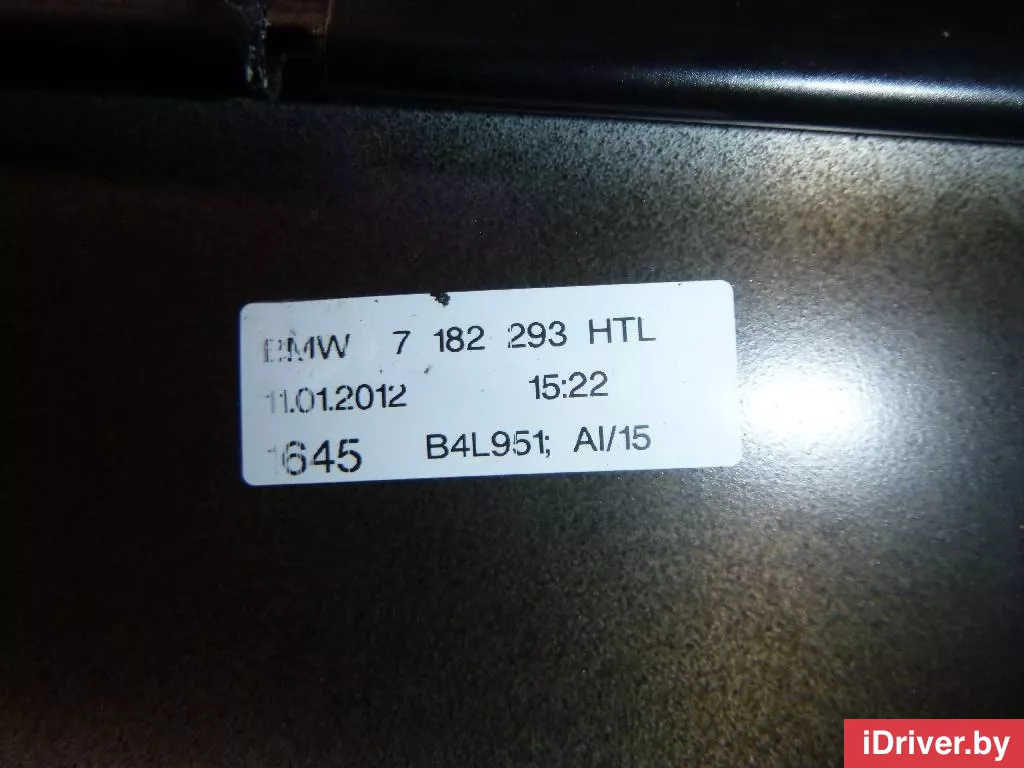 BMW 7 182 293 HTL
11.01.2012 15:22
1645 B4L951; AI/15
iDriver.by